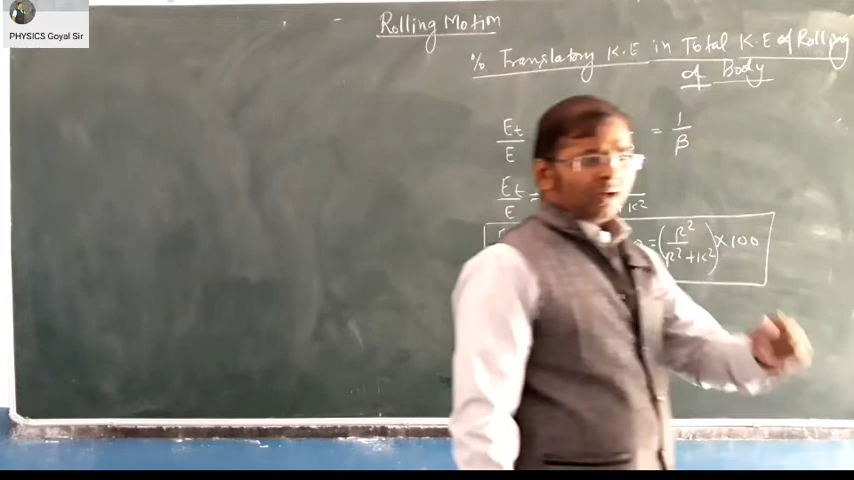 PHYSICS Goyal Sir
Rolling Motion
% Translatory K.E in Total K.E of Rolling
of Body
Et/E = 1/β
Et/E =
+K²
= (R²/R²+K²) × 100